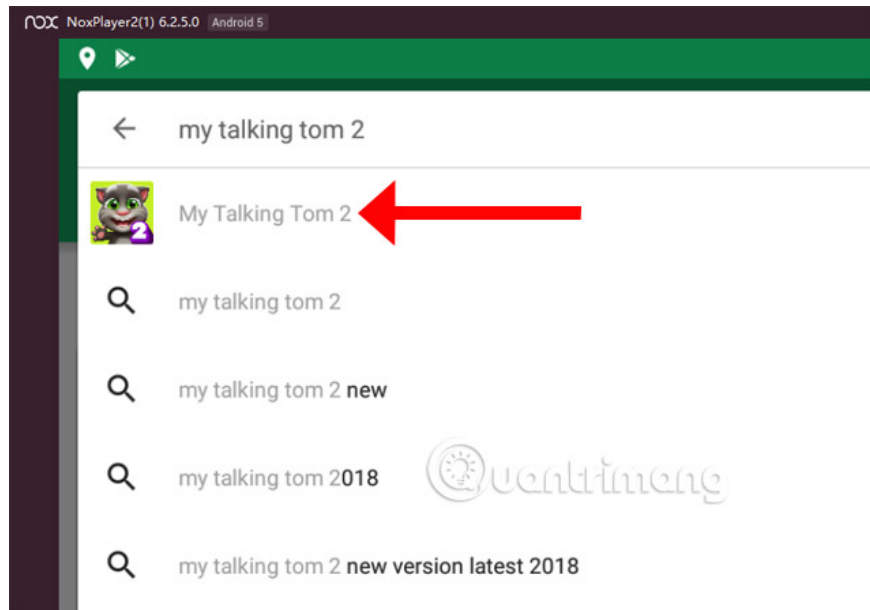 nox NoxPlayer2(1) 6.2.5.0 Android 5
my talking tom 2
My Talking Tom 2
2
my talking tom 2
my talking tom 2 new
my talking tom 2018
Quantrimang
my talking tom 2 new version latest 2018